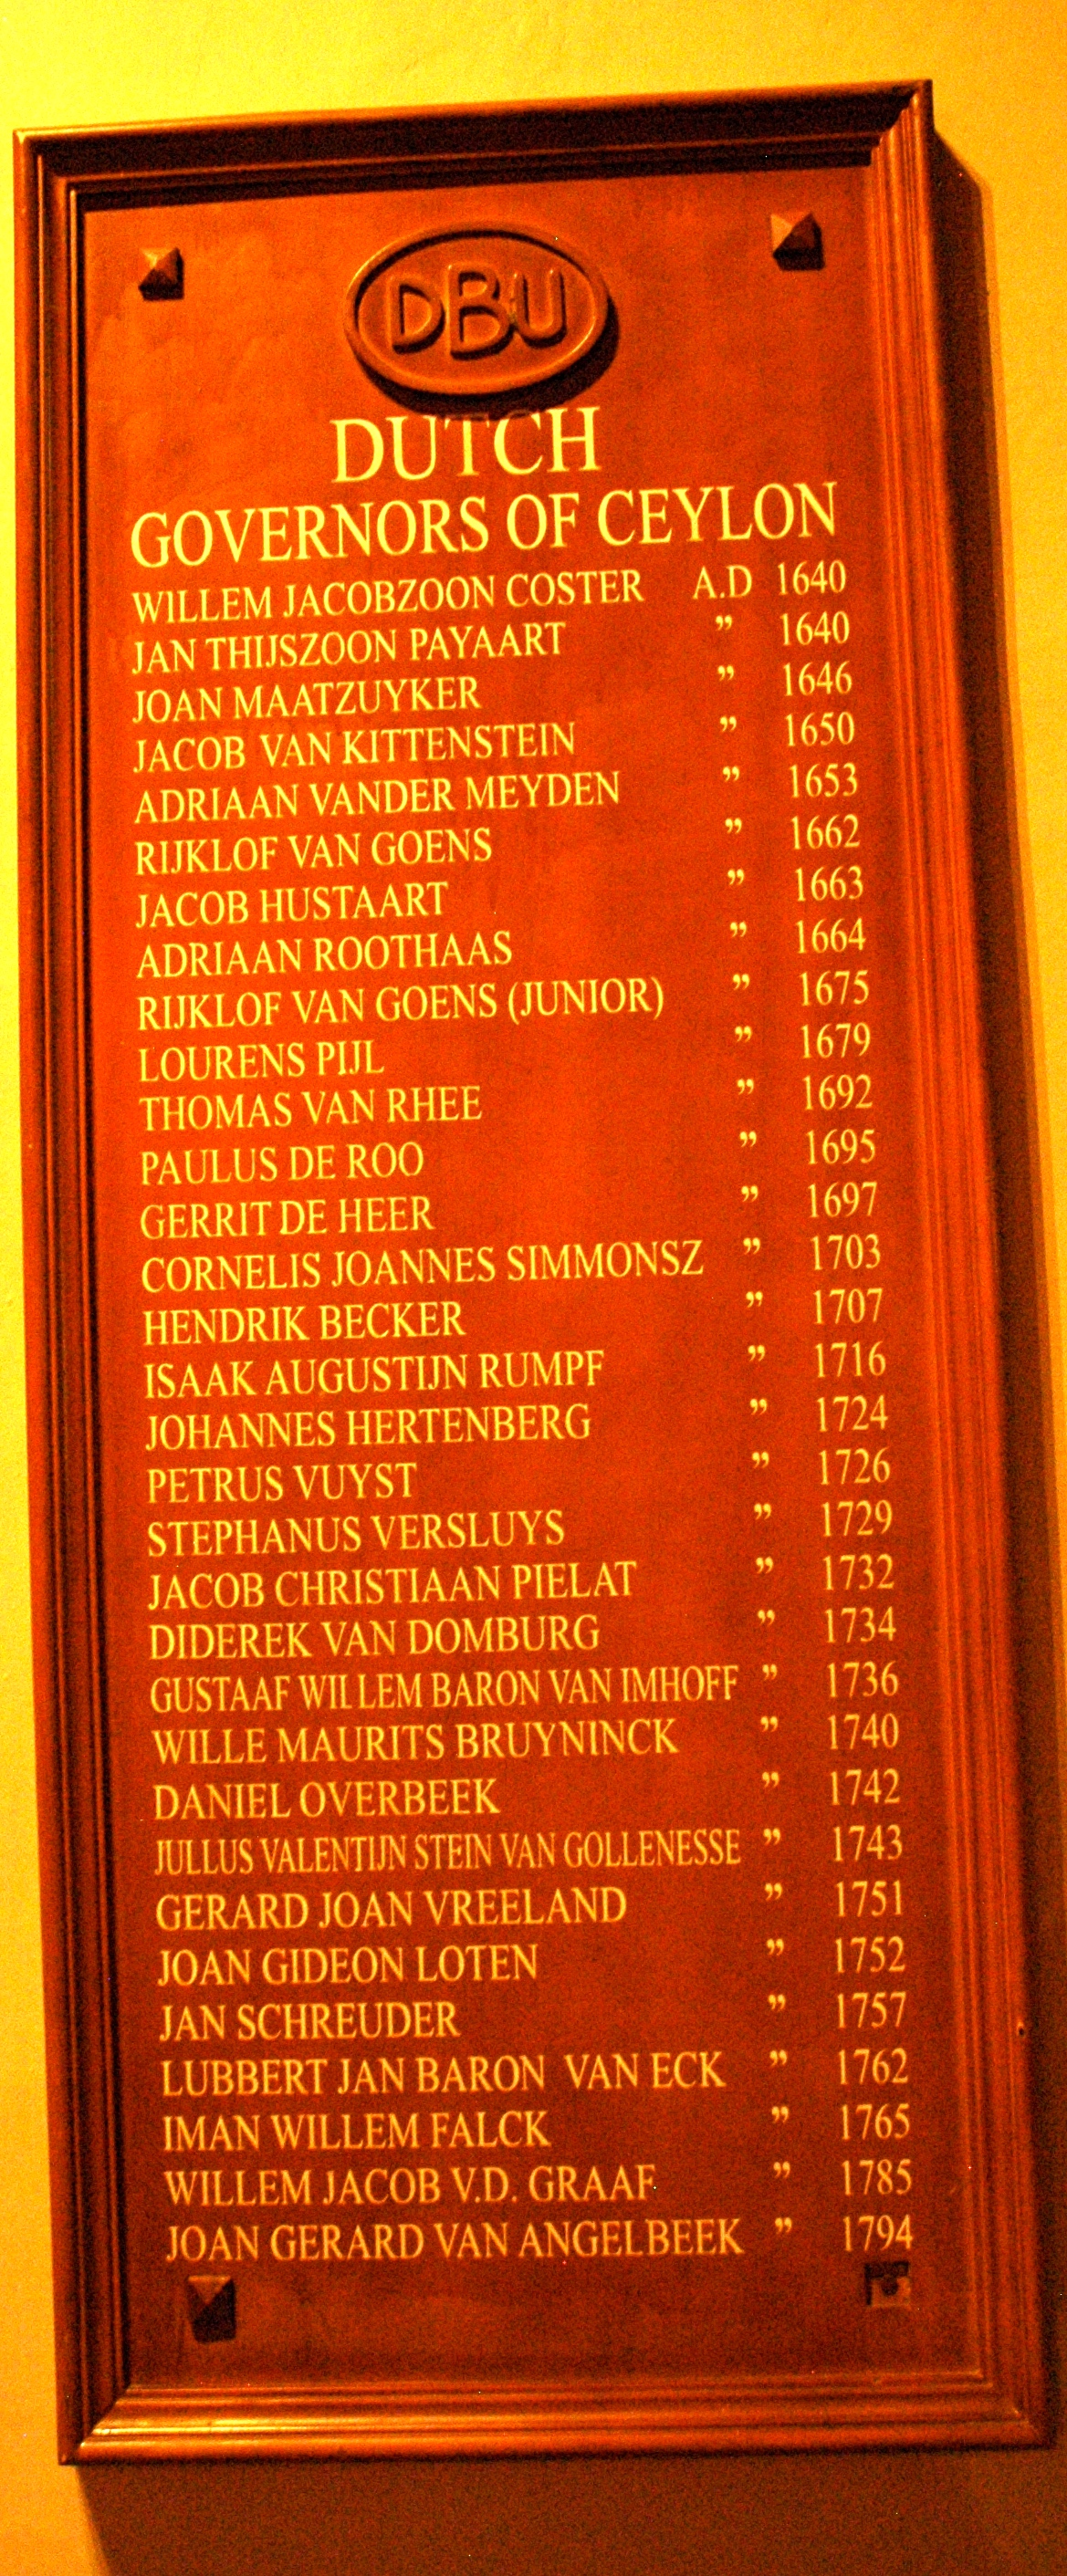 DBU
DUTCH
GOVERNORS OF CEYLON
WILLEM JACOBZOON COSTER A.D 1640
JAN THIJSZOON PAYAART " 1640
JOAN MAATZUYKER " 1646
JACOB VAN KITTENSTEIN " 1650
ADRIAAN VANDER MEYDEN " 1653
RIJKLOF VAN GOENS " 1662
JACOB HUSTAART " 1663
ADRIAAN ROOTHAAS " 1664
RIJKLOF VAN GOENS (JUNIOR) " 1675
LOURENS PIJL " 1679
THOMAS VAN RHEE " 1692
PAULUS DE ROO " 1695
GERRIT DE HEER " 1697
CORNELIS JOANNES SIMMONSZ " 1703
HENDRIK BECKER " 1707
ISAAK AUGUSTIJN RUMPF " 1716
JOHANNES HERTENBERG " 1724
PETRUS VUYST " 1726
STEPHANUS VERSLUYS " 1729
JACOB CHRISTIAAN PIELAT " 1732
DIDEREK VAN DOMBURG " 1734
GUSTAAF WILLEM BARON VAN IMHOFF " 1736
WILLE MAURITS BRUYNINCK " 1740
DANIEL OVERBEEK " 1742
JULLUS VALENTIJN STEIN VAN GOLLENESSE " 1743
GERARD JOAN VREELAND " 1751
JOAN GIDEON LOTEN " 1752
JAN SCHREUDER " 1757
LUBBERT JAN BARON VAN ECK " 1762
IMAN WILLEM FALCK " 1765
WILLEM JACOB V.D. GRAAF " 1785
JOAN GERARD VAN ANGELBEEK " 1794